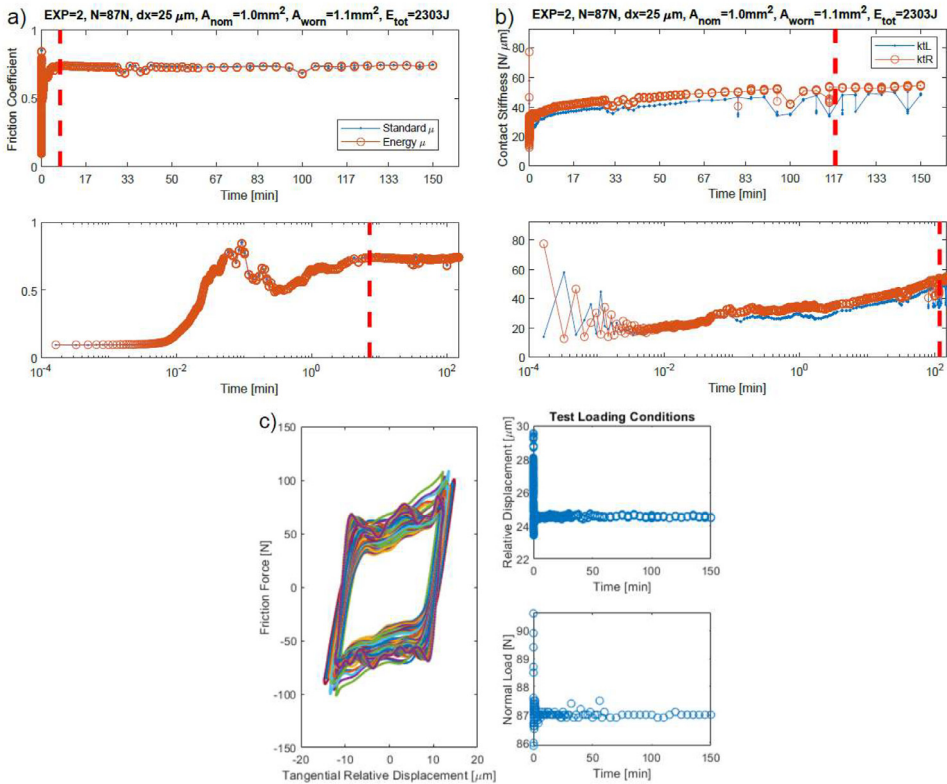 a)
EXP=2, N=87N, dx=25 μm, A_nom=1.0mm², A_worn=1.1mm², E_tot=2303J
Friction Coefficient
1
0.5
0
Standard μ
Energy μ
0 17 33 50 67 83 100 117 133 150
Time [min]
1
0.5
0
10⁻⁴ 10⁻² 10⁰ 10²
Time [min]
b)
EXP=2, N=87N, dx=25 μm, A_nom=1.0mm², A_worn=1.1mm², E_tot=2303J
Contact Stiffness [N/ μm]
80
60
40
20
0
ktL
ktR
0 17 33 50 67 83 100 117 133 150
Time [min]
80
60
40
20
0
10⁻⁴ 10⁻² 10⁰ 10²
Time [min]
c)
Friction Force [N]
150
100
50
0
-50
-100
-150
-20 -10 0 10 20
Tangential Relative Displacement [μm]
Test Loading Conditions
Relative Displacement [μm]
30
28
26
24
22
0 50 100 150
Time [min]
Normal Load [N]
90
89
88
87
86
0 50 100 150
Time [min]